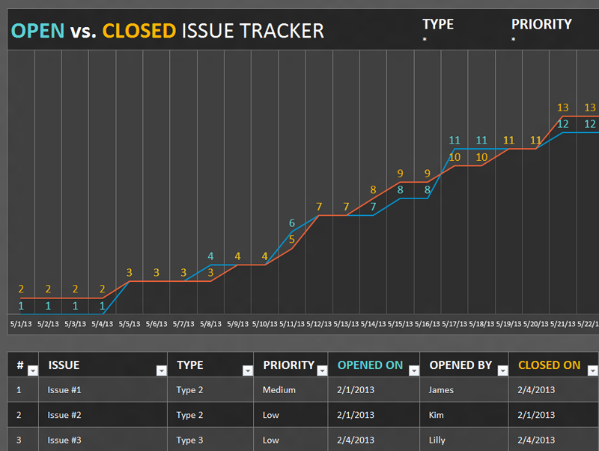 OPEN vs. CLOSED ISSUE TRACKER
TYPE PRIORITY
* *
13 13
12 12
11 11 11 11
10 10
9 9
8 8 8
7 7 7
6
5
4 4 4
3 3 3 3
2 2 2 2
1 1 1 1
5/1/13 5/2/13 5/3/13 5/4/13 5/5/13 5/6/13 5/7/13 5/8/13 5/9/13 5/10/13 5/11/13 5/12/13 5/13/13 5/14/13 5/15/13 5/16/13 5/17/13 5/18/13 5/19/13 5/20/13 5/21/13 5/22/1
# ISSUE TYPE PRIORITY OPENED ON OPENED BY CLOSED ON
1 Issue #1 Type 2 Medium 2/1/2013 James 2/4/2013
2 Issue #2 Type 2 Low 2/1/2013 Kim 2/1/2013
3 Issue #3 Type 3 Low 2/4/2013 Lilly 2/4/2013